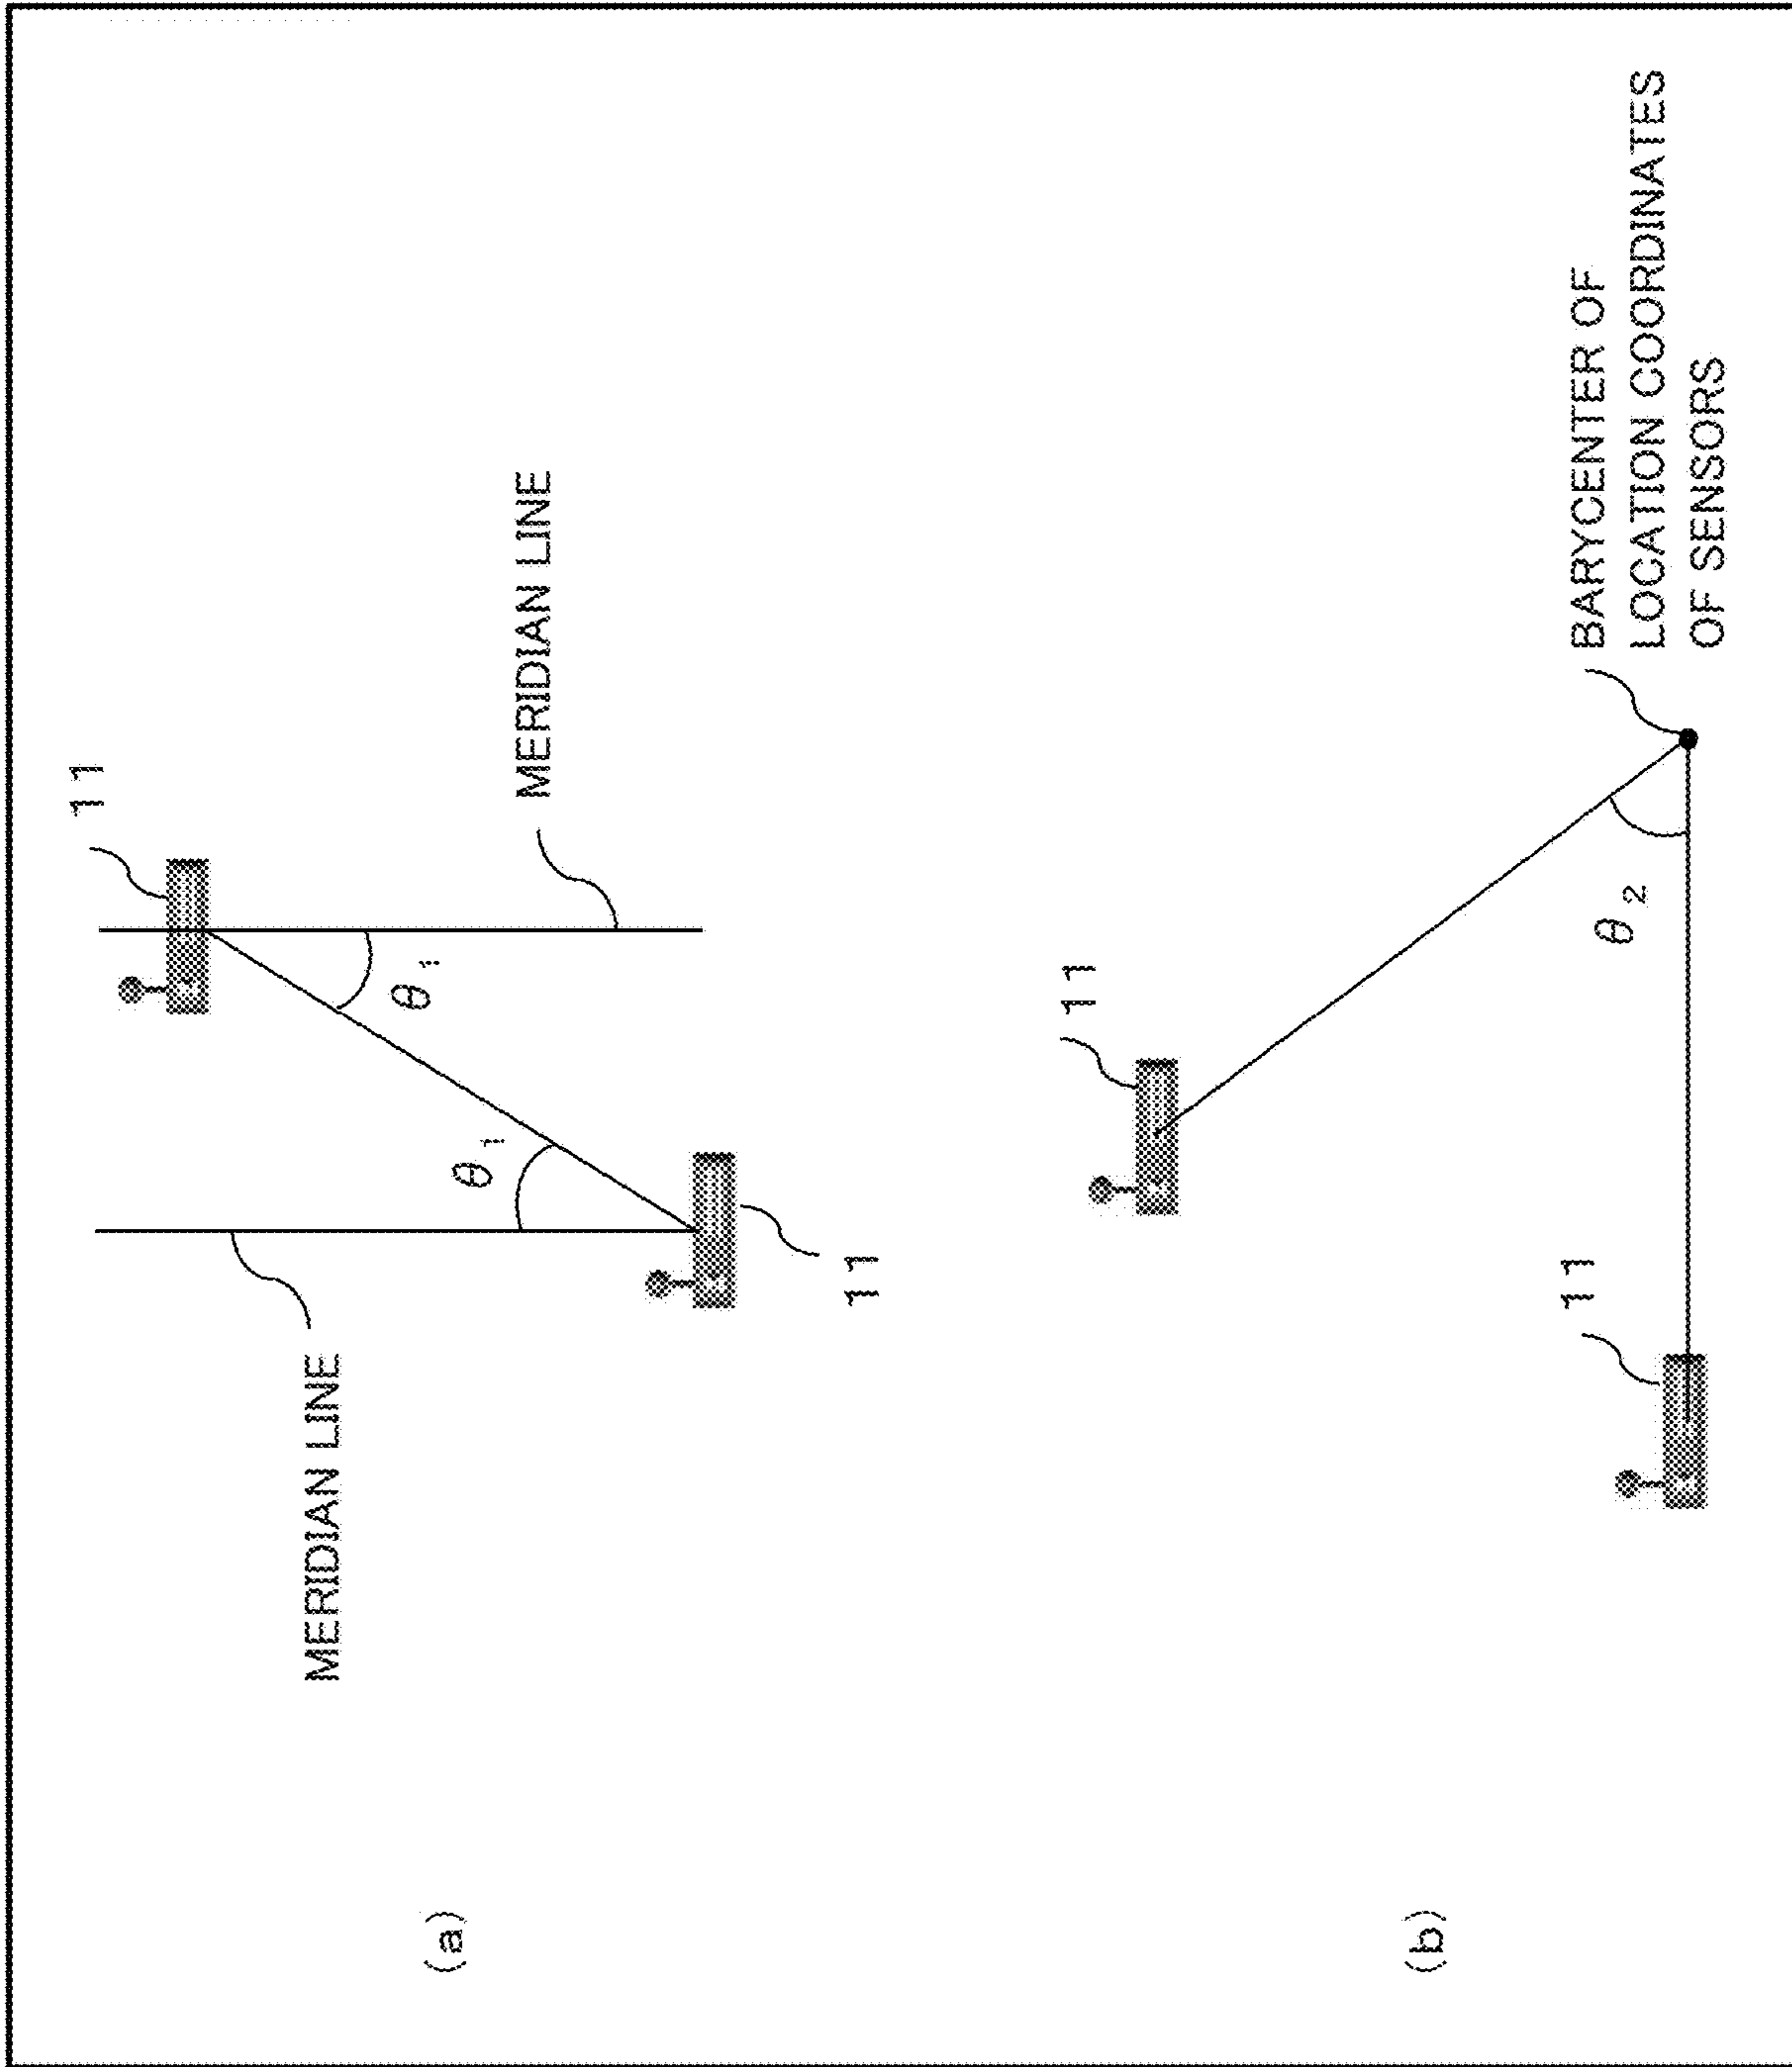 (a)
11
MERIDIAN LINE
θ1
θ1
MERIDIAN LINE
11
(b)
11
11
θ2
BARYCENTER OF
LOCATION COORDINATES
OF SENSORS